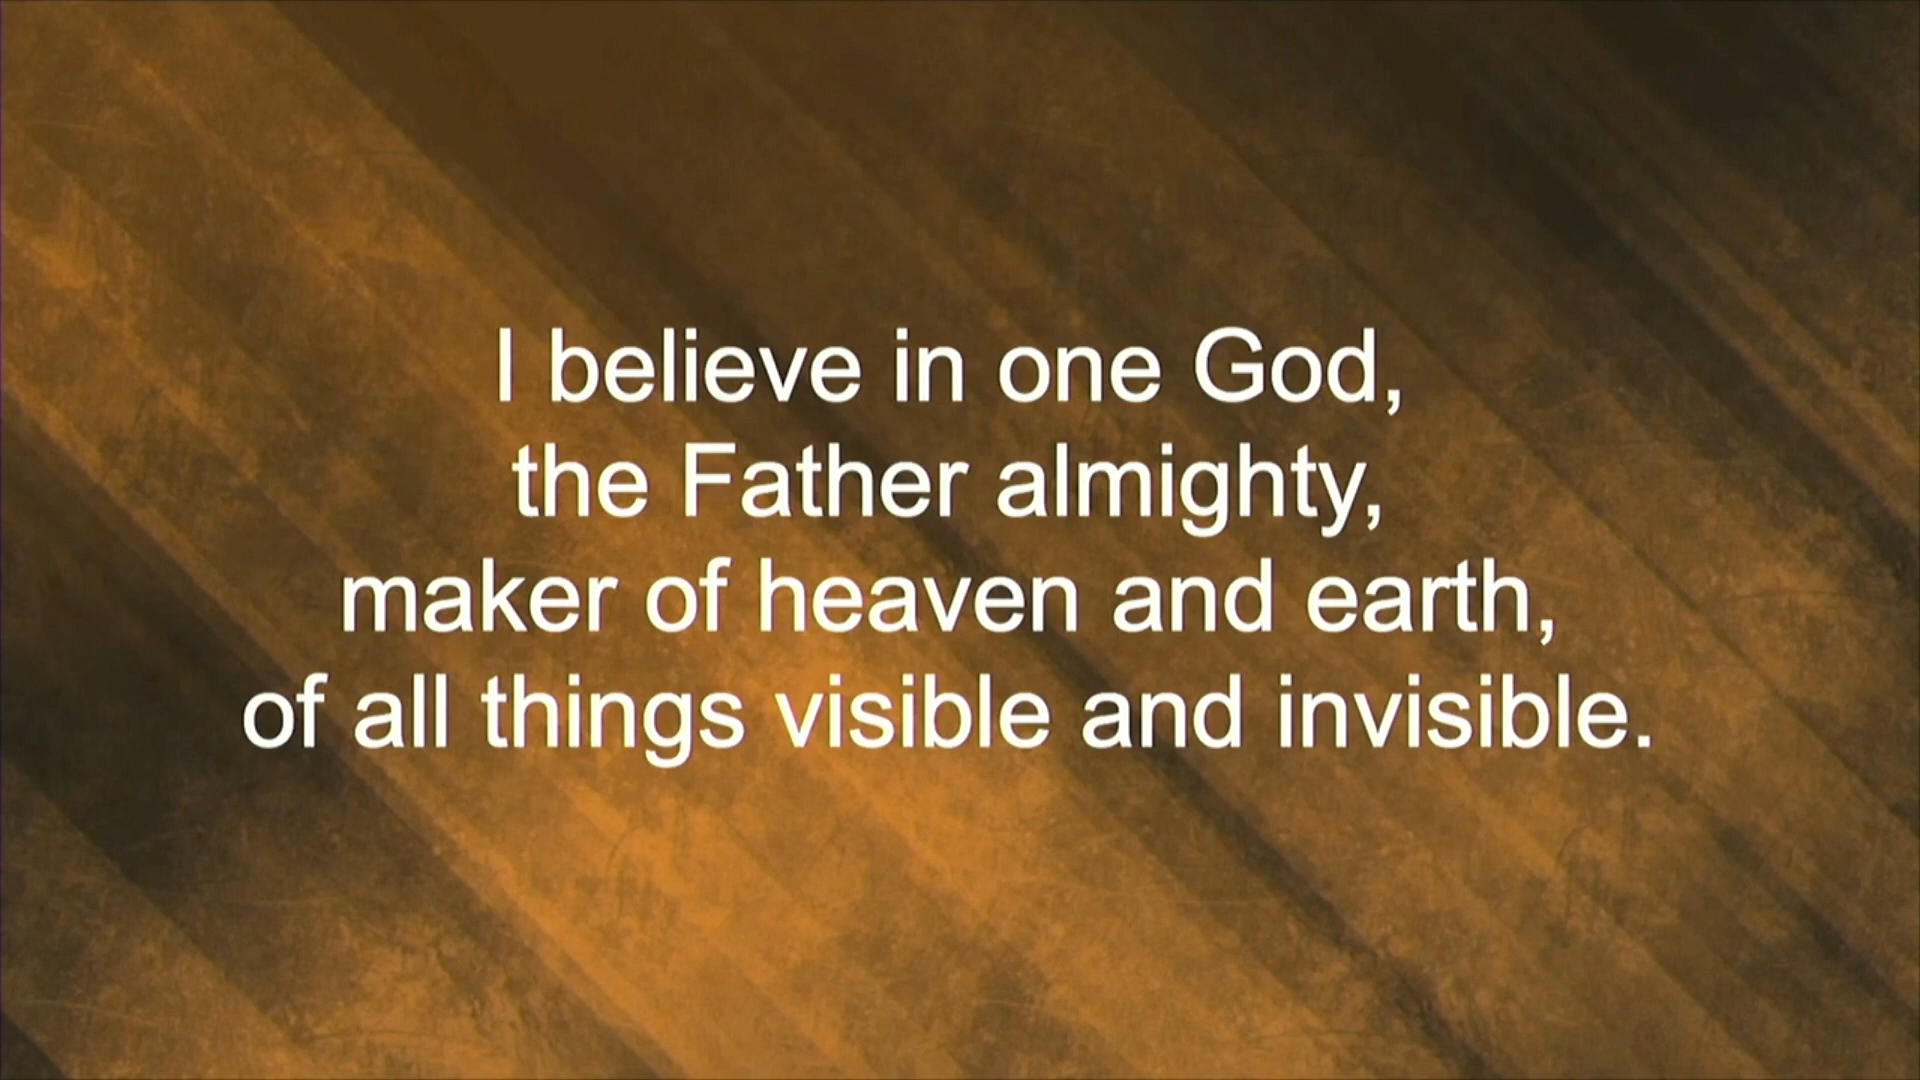 I believe in one God,
the Father almighty,
maker of heaven and earth,
of all things visible and invisible.